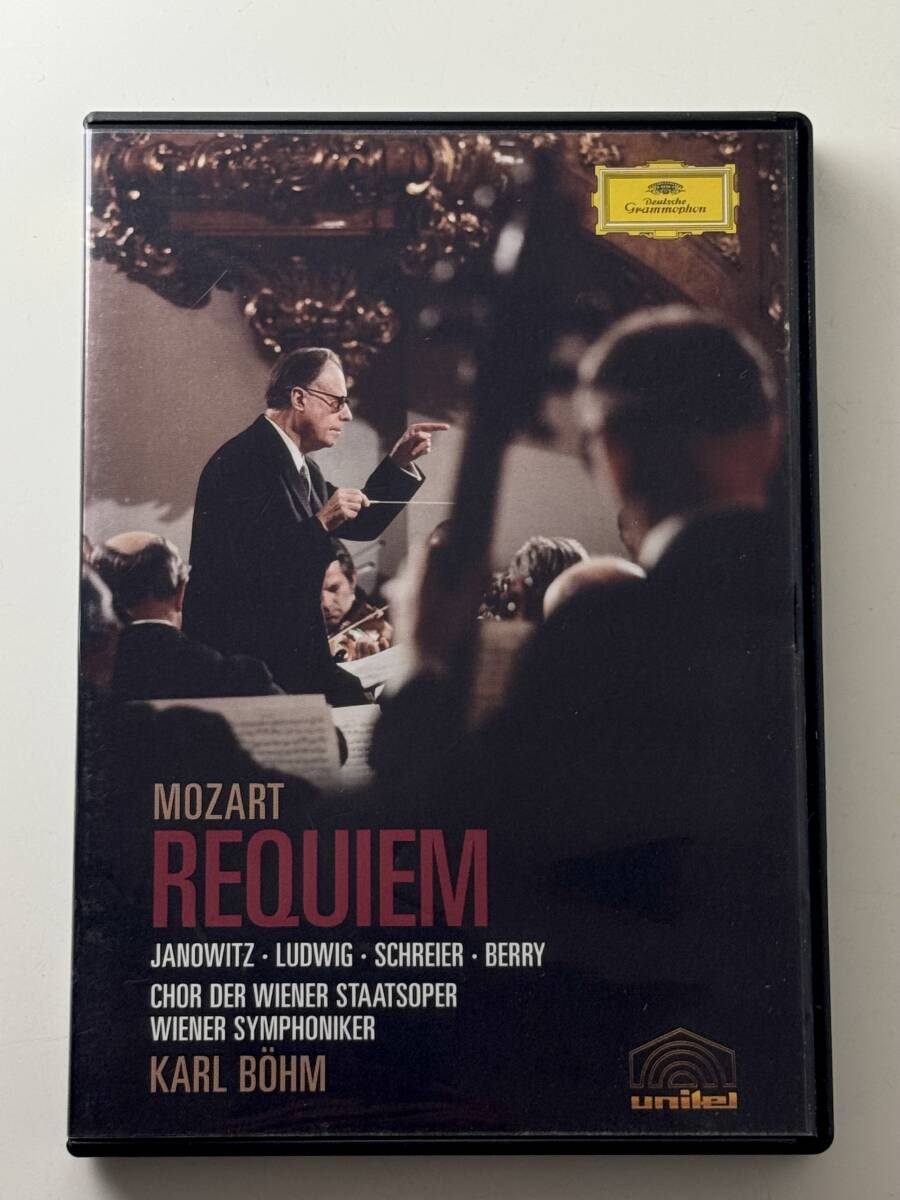 Deutsche
Grammophon
MOZART
REQUIEM
JANOWITZ · LUDWIG · SCHREIER · BERRY
CHOR DER WIENER STAATSOPER
WIENER SYMPHONIKER
KARL BÖHM
unitel